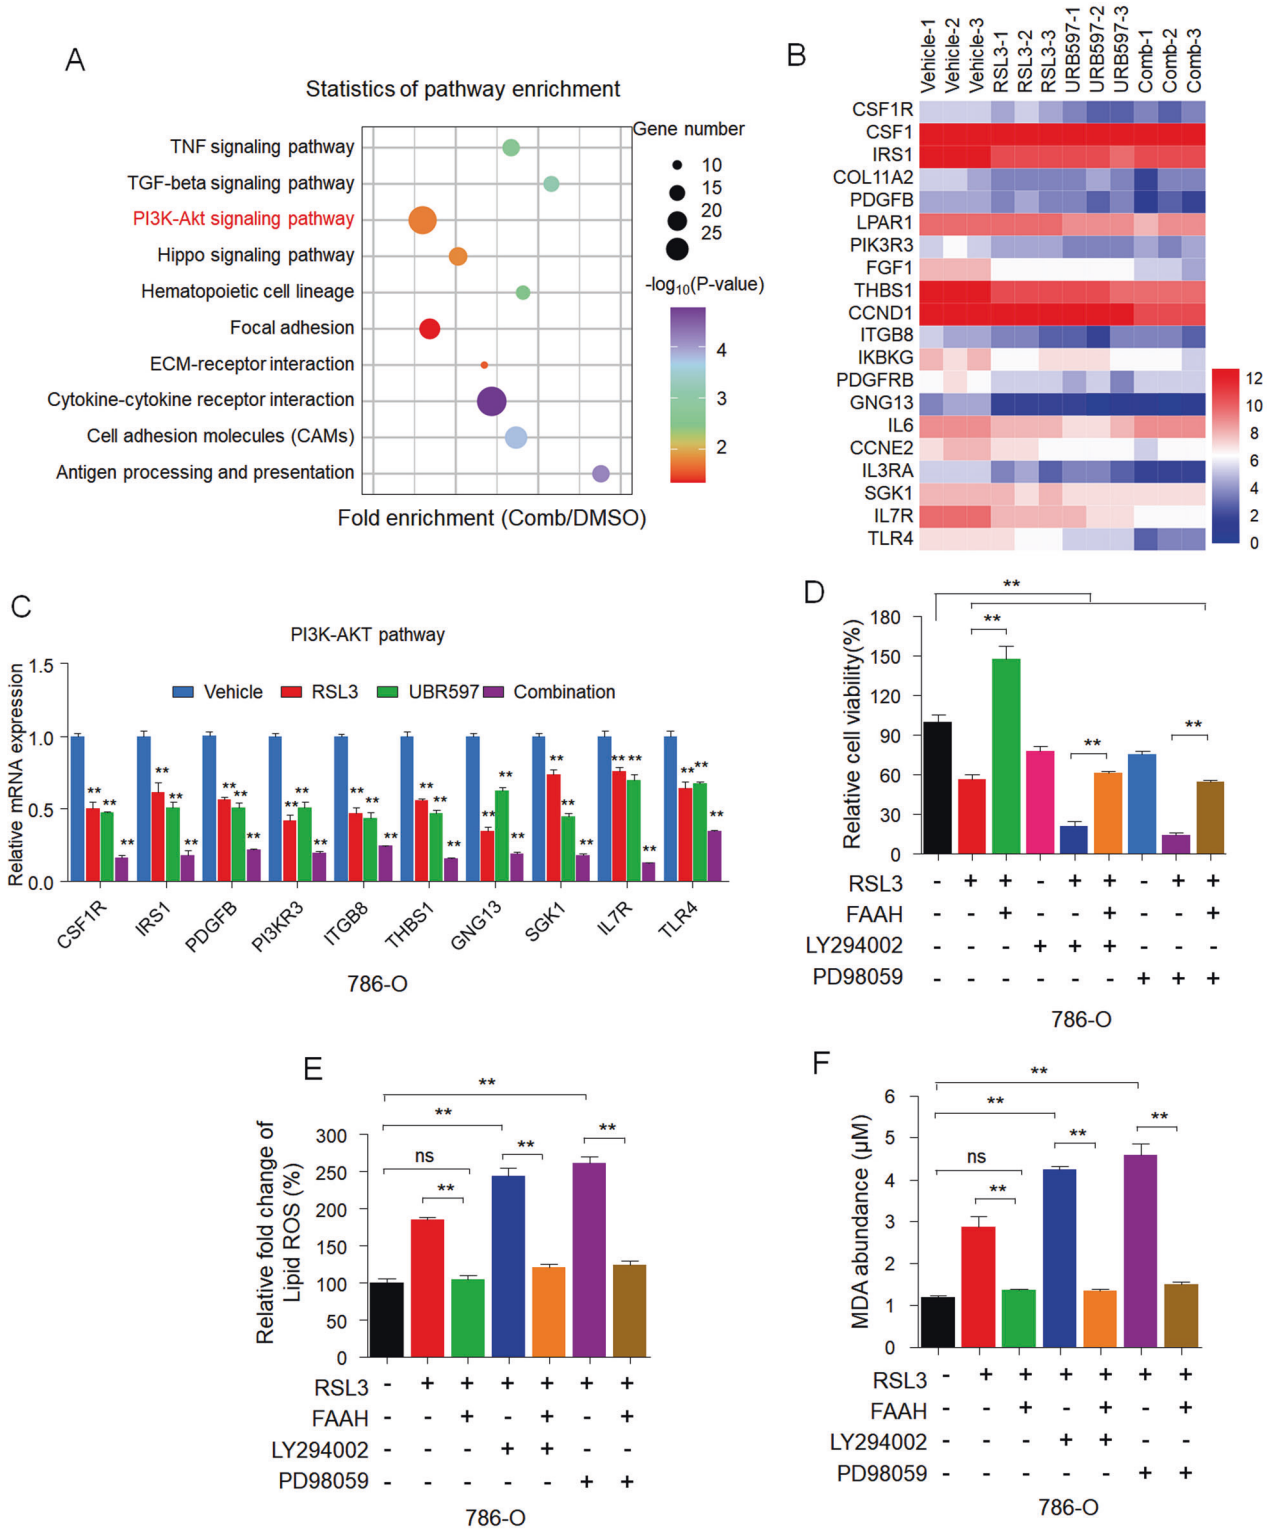 A
Statistics of pathway enrichment
TNF signaling pathway
TGF-beta signaling pathway
PI3K-Akt signaling pathway
Hippo signaling pathway
Hematopoietic cell lineage
Focal adhesion
ECM-receptor interaction
Cytokine-cytokine receptor interaction
Cell adhesion molecules (CAMs)
Antigen processing and presentation
Fold enrichment (Comb/DMSO)
Gene number
10
15
20
25
-log10(P-value)
4
3
2
B
Vehicle-1
Vehicle-2
Vehicle-3
RSL3-1
RSL3-2
RSL3-3
URB597-1
URB597-2
URB597-3
Comb-1
Comb-2
Comb-3
CSF1R
CSF1
IRS1
COL11A2
PDGFB
LPAR1
PIK3R3
FGF1
THBS1
CCND1
ITGB8
IKBKG
PDGFRB
GNG13
IL6
CCNE2
IL3RA
SGK1
IL7R
TLR4
12
10
8
6
4
2
0
C
PI3K-AKT pathway
Vehicle RSL3 UBR597 Combination
Relative mRNA expression
1.5
1.0
0.5
0.0
** ** ** ** ** ** ** ** ** ** ** ** ** ** ** ** ** ** ** ** ** ** ** ** ** ** ** ** **
CSF1R IRS1 PDGFB PI3KR3 ITGB8 THBS1 GNG13 SGK1 IL7R TLR4
786-O
D
Relative cell viability(%)
180
150
120
90
60
30
0
**
**
**
**
RSL3 - + + - + + - + +
FAAH - - + - - + - - +
LY294002 - - - + + + - - -
PD98059 - - - - - - + + +
786-O
E
Relative fold change of
Lipid ROS (%)
300
250
200
150
100
50
0
**
**
**
**
ns
**
RSL3 - + + + + + +
FAAH - - + - + - +
LY294002 - - - + + - -
PD98059 - - - - - + +
786-O
F
MDA abundance (μM)
6
5
4
3
2
1
0
**
**
**
**
ns
**
RSL3 - + + + + + +
FAAH - - + - + - +
LY294002 - - - + + - -
PD98059 - - - - - + +
786-O